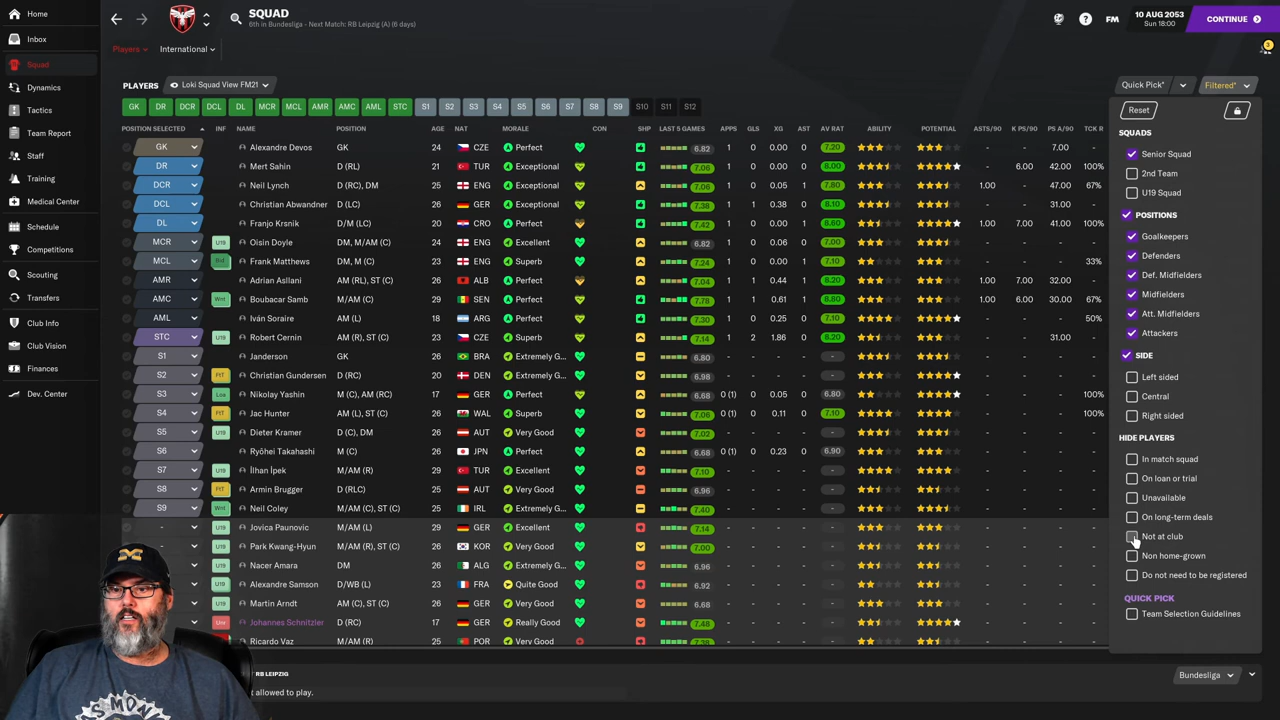 Home
Inbox
Squad
Dynamics
Tactics
Team Report
Staff
Training
Medical Center
Schedule
Competitions
Scouting
Transfers
Club Info
Club Vision
Finances
Dev. Center
SQUAD
6th in Bundesliga - Next Match: RB Leipzig (A) (6 days)
FM
10 AUG 2053
Sun 18:00
CONTINUE
2
Players
International
PLAYERS
Loki Squad View FM21
Quick Pick*
Filtered*
GK DR DCR DCL DL MCR MCL AMR AMC AML STC S1 S2 S3 S4 S5 S6 S7 S8 S9 S10 S11 S12
POSITION SELECTED INF NAME POSITION AGE NAT MORALE CON SHP LAST 5 GAMES APPS GLS XG AST AV RAT ABILITY POTENTIAL ASTS/90 K PS/90 PS A/90 TCK R
GK Alexandre Devos GK 24 CZE Perfect 6.82 1 0 0.00 0 7.20 - - 7.00 -
DR Mert Sahin D (RL) 21 TUR Exceptional 7.06 1 0 0.00 0 8.00 - 6.00 42.00 100%
DCR Neil Lynch D (RC), DM 25 ENG Exceptional 7.06 1 0 0.05 1 7.80 1.00 - 47.00 67%
DCL Christian Abwandner D (LC) 26 GER Exceptional 7.38 1 1 0.38 0 8.10 - - 31.00 -
DL Franjo Krsnik D/M (LC) 20 CRO Perfect 7.42 1 0 0.00 1 8.60 1.00 7.00 41.00 100%
MCR U19 Oisin Doyle DM, M/AM (C) 24 ENG Excellent 6.82 1 0 0.06 0 7.00 - - - -
MCL Bid Frank Matthews DM, M (C) 23 ENG Superb 7.24 1 0 0.00 0 7.10 - - - 33%
AMR Adrian Asllani AM (RL), ST (C) 26 ALB Perfect 7.04 1 0 0.44 1 8.20 1.00 7.00 32.00 -
AMC Wnt Boubacar Samb M/AM (C) 29 SEN Perfect 7.78 1 1 0.61 1 8.80 1.00 6.00 30.00 67%
AML Iván Soraire AM (L) 18 ARG Perfect 7.30 1 0 0.25 0 7.10 - - - 50%
STC U19 Robert Cernin AM (R), ST (C) 23 CZE Superb 7.14 1 2 1.86 0 8.20 - - 31.00 -
S1 Janderson GK 26 BRA Extremely G... 6.80 - - - - - - - - -
S2 PIT Christian Gundersen D (RC) 20 DEN Extremely G... 6.98 - - - - - - - - -
S3 Loa Nikolay Yashin M (C), AM (RC) 17 GER Perfect 6.68 0 (1) 0 0.05 0 6.80 - - - 100%
S4 PIT Jac Hunter AM (L), ST (C) 26 WAL Superb 7.06 0 (1) 0 0.11 0 7.10 - - - 100%
S5 U19 Dieter Kramer D (C), DM 26 AUT Very Good 7.02 - - - - - - - - -
S6 Ryōhei Takahashi M (C) 26 JPN Perfect 6.68 0 (1) 0 0.23 0 6.90 - - - -
S7 U19 İlhan İpek M/AM (R) 29 TUR Excellent 7.10 - - - - - - - - -
S8 PIT Armin Brugger D (RLC) 25 AUT Very Good 6.96 - - - - - - - - -
S9 Wnt Neil Coley M/AM (C), ST (C) 25 IRL Extremely G... 7.40 - - - - - - - - -
- U19 Jovica Paunovic M/AM (L) 29 GER Excellent 7.14 - - - - - - - - -
- U19 Park Kwang-Hyun M/AM (R), ST (C) 26 KOR Very Good 7.00 - - - - - - - - -
U19 Nacer Amara DM 26 ALG Extremely G... 6.96 - - - - - - - - -
U19 Alexandre Samson D/WB (L) 23 FRA Quite Good 6.92 - - - - - - - - -
U19 Martin Arndt AM (C), ST (C) 24 GER Very Good 6.68 - - - - - - - - -
Unr Johannes Schnitzler D (RC) 17 GER Really Good 7.48 - - - - - - - - -
Ricardo Vaz M/AM (R) 25 POR Very Good 7.38 - - - - - - - - -
Reset
SQUADS
Senior Squad
2nd Team
U19 Squad
POSITIONS
Goalkeepers
Defenders
Def. Midfielders
Midfielders
Att. Midfielders
Attackers
SIDE
Left sided
Central
Right sided
HIDE PLAYERS
In match squad
On loan or trial
Unavailable
On long-term deals
Not at club
Non home-grown
Do not need to be registered
QUICK PICK
Team Selection Guidelines
RB LEIPZIG
Bundesliga
t allowed to play.